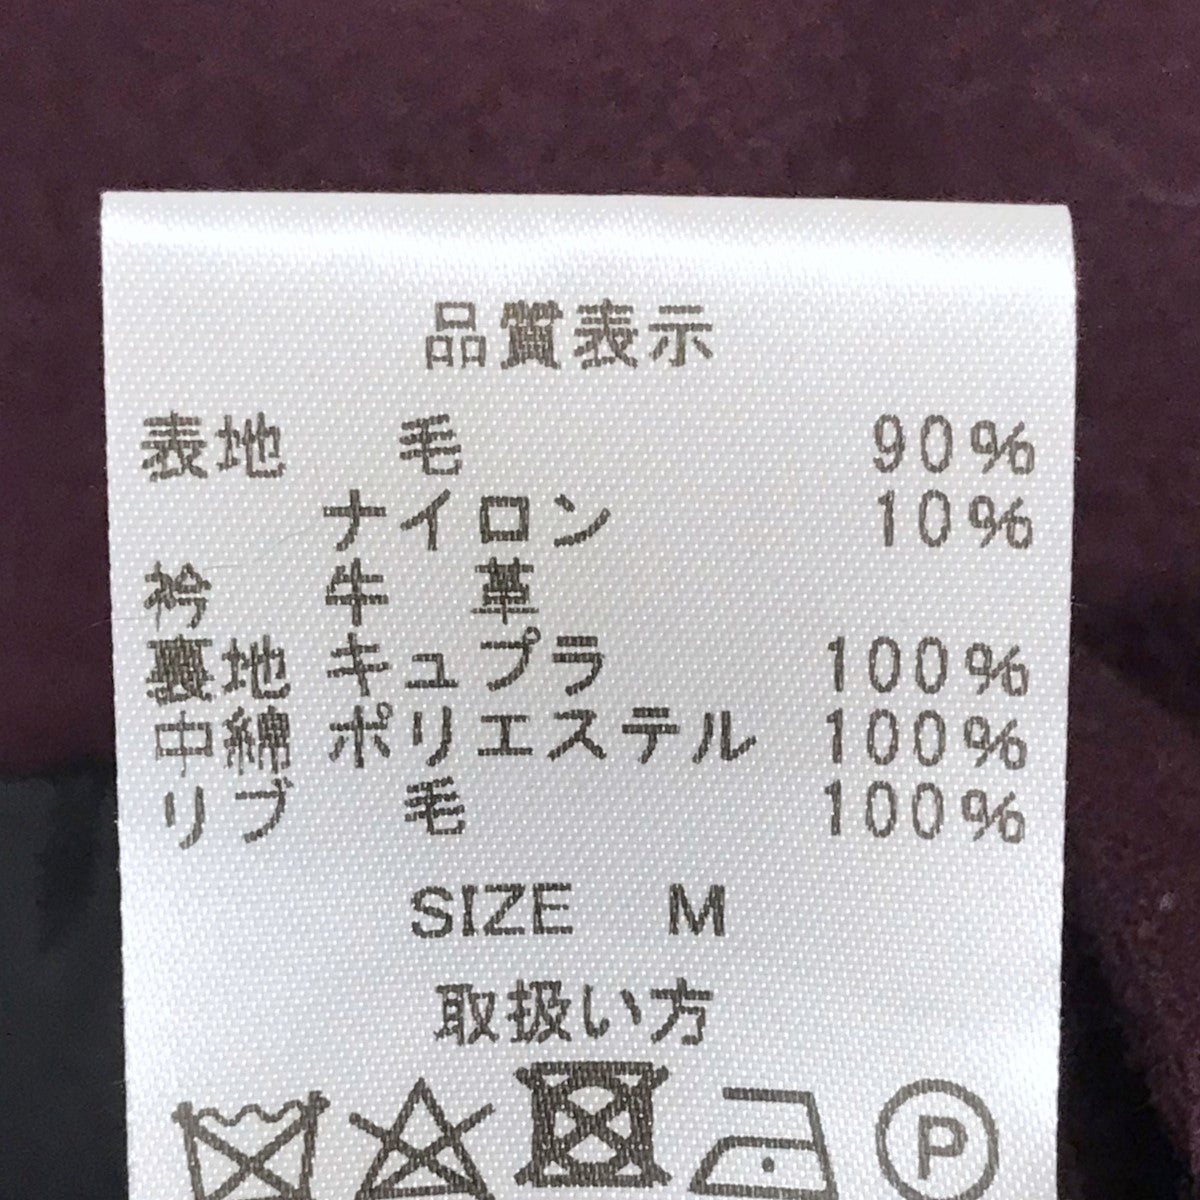 品質表示
表地 毛 90%
ナイロン 10%
衿 牛 革
裏地 キュプラ 100%
中綿 ポリエステル 100%
リブ 毛 100%
SIZE M
取扱い方
P